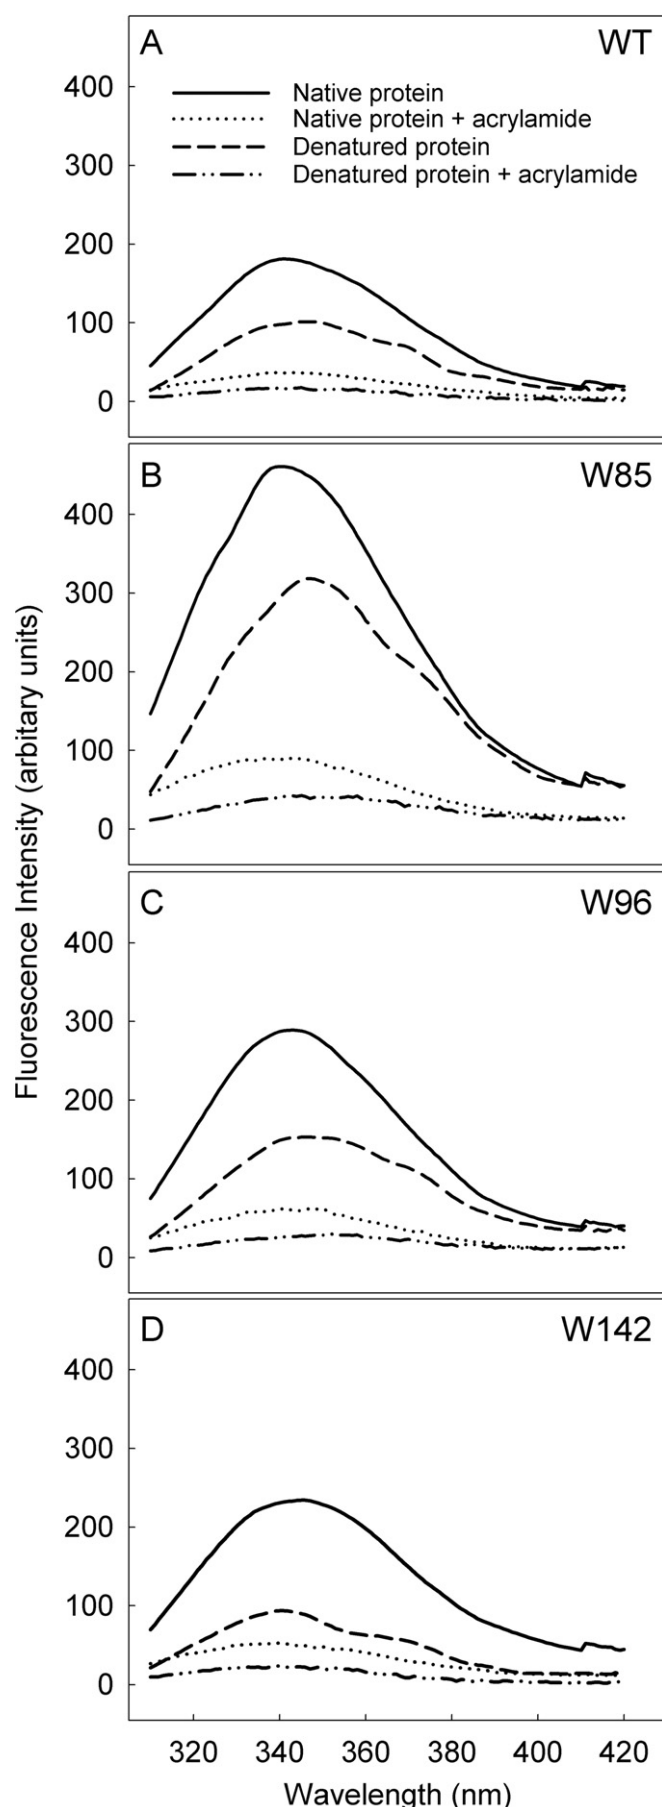 A WT
400
300
200
100
0
Native protein
Native protein + acrylamide
Denatured protein
Denatured protein + acrylamide
B W85
400
300
200
100
0
Fluorescence Intensity (arbitary units)
C W96
400
300
200
100
0
D W142
400
300
200
100
0
320 340 360 380 400 420
Wavelength (nm)